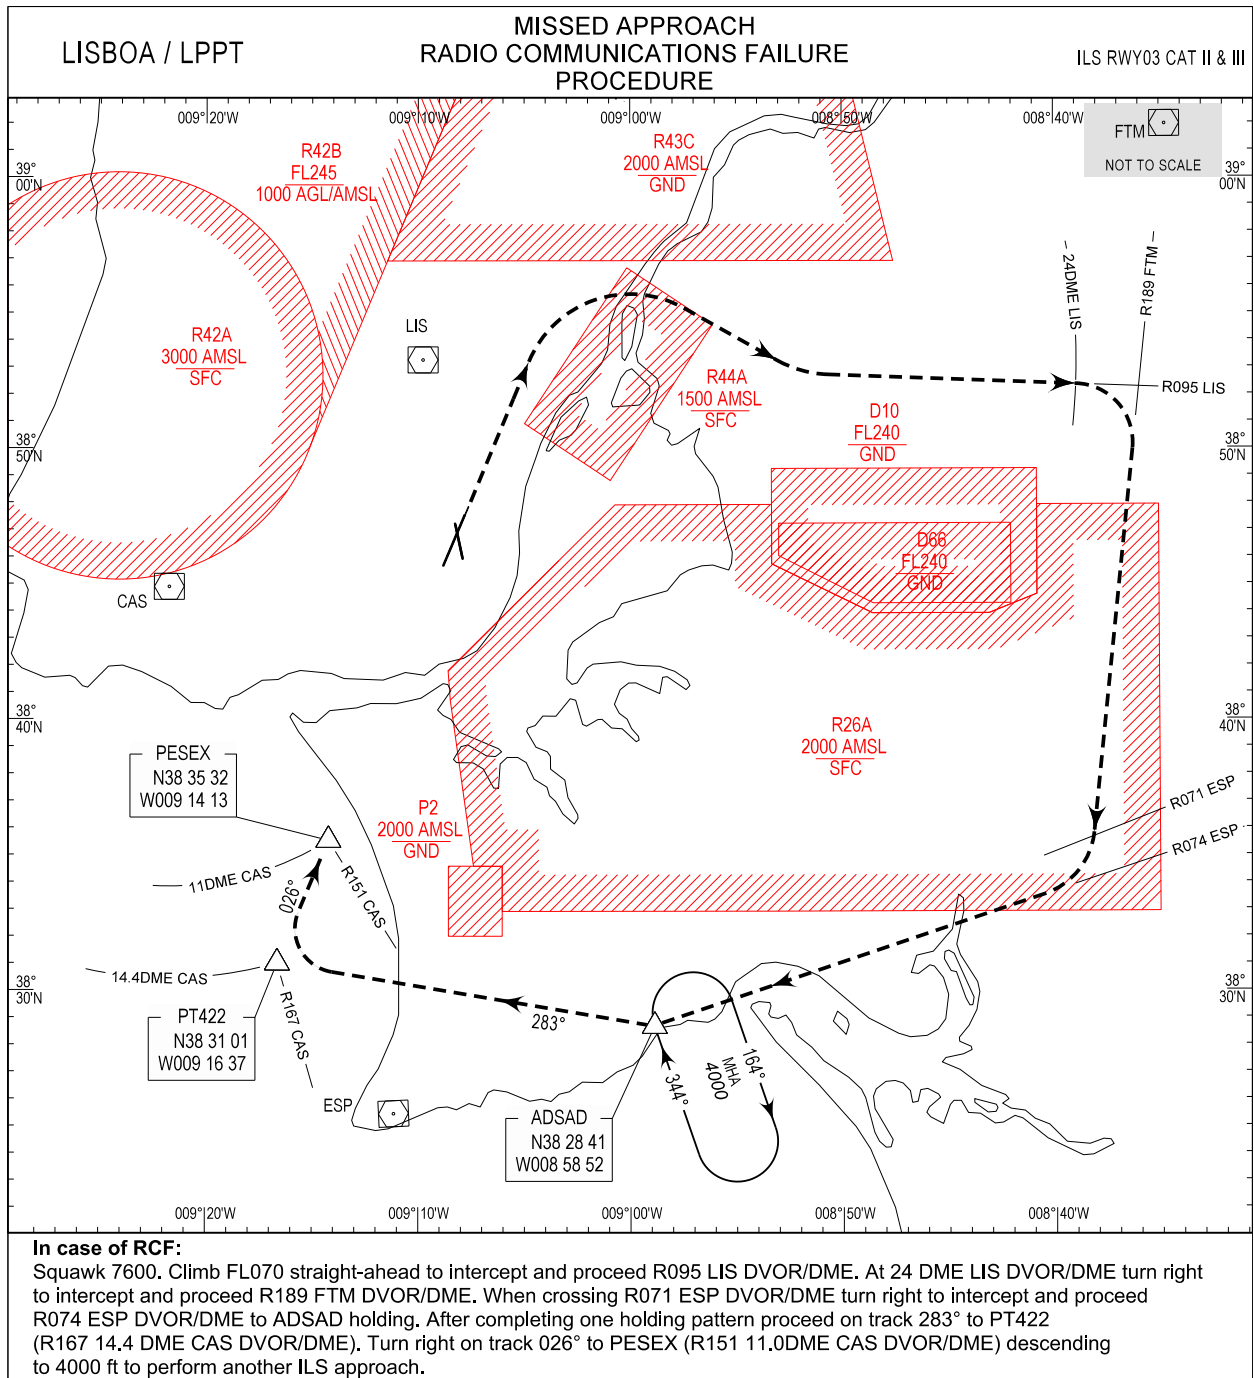 LISBOA / LPPT
MISSED APPROACH
RADIO COMMUNICATIONS FAILURE
PROCEDURE
ILS RWY03 CAT II & III
009°20'W
009°10'W
009°00'W
008°50'W
008°40'W
FTM
NOT TO SCALE
39°
00'N
39°
00'N
R42B
FL245
1000 AGL/AMSL
R43C
2000 AMSL
GND
24DME LIS
R189 FTM
R42A
3000 AMSL
SFC
LIS
R44A
1500 AMSL
SFC
R095 LIS
D10
FL240
GND
38°
50'N
38°
50'N
D66
FL240
GND
CAS
38°
40'N
38°
40'N
R26A
2000 AMSL
SFC
PESEX
N38 35 32
W009 14 13
P2
2000 AMSL
GND
R071 ESP
R074 ESP
11DME CAS
R151 CAS
026°
14.4DME CAS
R167 CAS
38°
30'N
38°
30'N
283°
PT422
N38 31 01
W009 16 37
164°
MHA
4000
344°
ESP
ADSAD
N38 28 41
W008 58 52
009°20'W
009°10'W
009°00'W
008°50'W
008°40'W
In case of RCF:
Squawk 7600. Climb FL070 straight-ahead to intercept and proceed R095 LIS DVOR/DME. At 24 DME LIS DVOR/DME turn right
to intercept and proceed R189 FTM DVOR/DME. When crossing R071 ESP DVOR/DME turn right to intercept and proceed
R074 ESP DVOR/DME to ADSAD holding. After completing one holding pattern proceed on track 283° to PT422
(R167 14.4 DME CAS DVOR/DME). Turn right on track 026° to PESEX (R151 11.0DME CAS DVOR/DME) descending
to 4000 ft to perform another ILS approach.